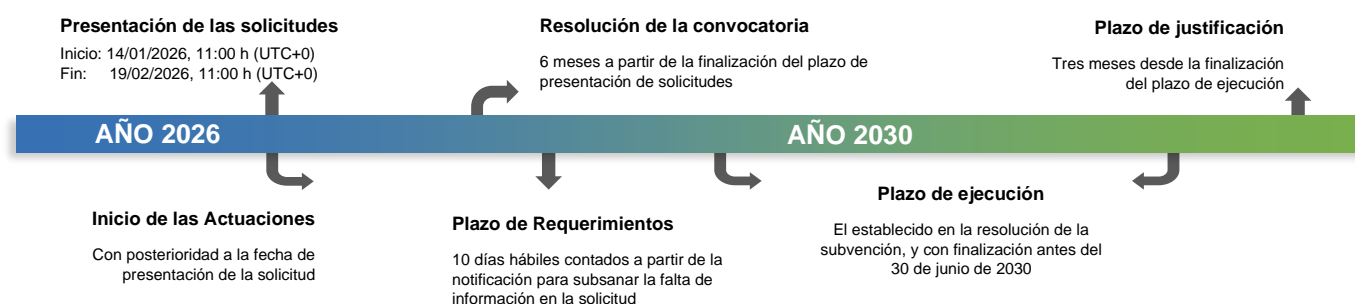 Presentación de las solicitudes
Inicio: 14/01/2026, 11:00 h (UTC+0)
Fin: 19/02/2026, 11:00 h (UTC+0)
Resolución de la convocatoria
6 meses a partir de la finalización del plazo de
presentación de solicitudes
Plazo de justificación
Tres meses desde la finalización
del plazo de ejecución
AÑO 2026
AÑO 2030
Inicio de las Actuaciones
Con posterioridad a la fecha de
presentación de la solicitud
Plazo de Requerimientos
10 días hábiles contados a partir de la
notificación para subsanar la falta de
información en la solicitud
Plazo de ejecución
El establecido en la resolución de la
subvención, y con finalización antes del
30 de junio de 2030